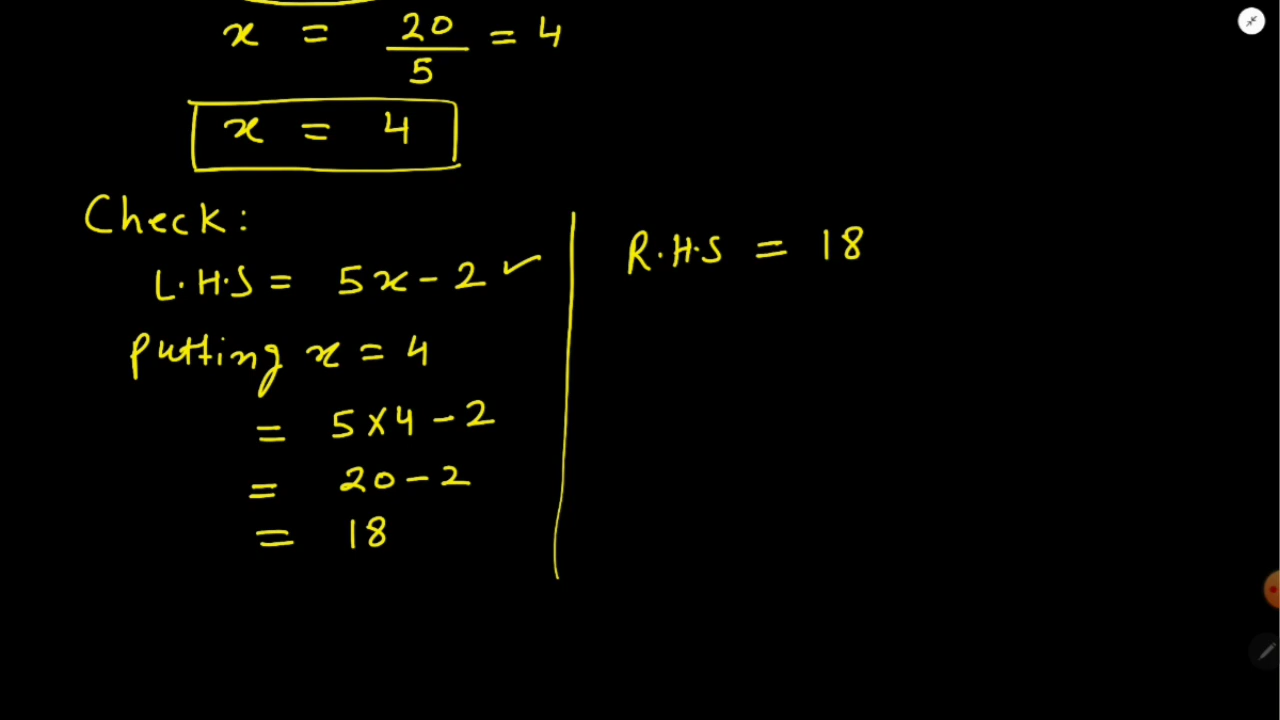 x = 20/5 = 4
x = 4
Check:
L.H.S = 5x - 2 ✓
Putting x = 4
= 5 × 4 - 2
= 20 - 2
= 18
R.H.S = 18